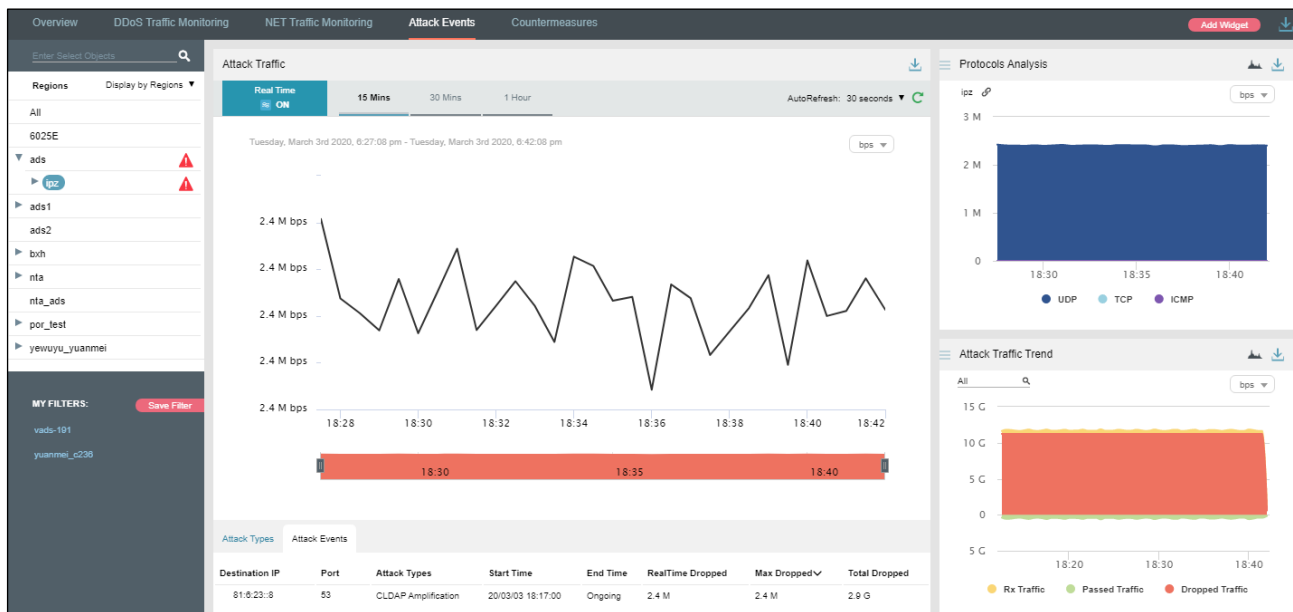 Overview DDoS Traffic Monitoring NET Traffic Monitoring Attack Events Countermeasures Add Widget
Enter Select Objects
Regions Display by Regions
All
6025E
ads
ipz
ads1
ads2
bxh
nta
nta_ads
por_test
yewuyu_yuanmei
MY FILTERS: Save Filter
vads-191
yuanmei_c236
Attack Traffic
Real Time
ON
15 Mins 30 Mins 1 Hour AutoRefresh: 30 seconds
Tuesday, March 3rd 2020, 6:27:08 pm - Tuesday, March 3rd 2020, 6:42:08 pm bps
2.4 M bps
2.4 M bps
2.4 M bps
2.4 M bps
2.4 M bps
18:28 18:30 18:32 18:34 18:36 18:38 18:40 18:42
18:30 18:35 18:40
Attack Types Attack Events
Destination IP Port Attack Types Start Time End Time RealTime Dropped Max Dropped Total Dropped
81:6:23::8 53 CLDAP Amplification 20/03/03 18:17:00 Ongoing 2.4 M 2.4 M 2.9 G
Protocols Analysis
ipz bps
3 M
2 M
1 M
0
18:30 18:35 18:40
UDP TCP ICMP
Attack Traffic Trend
All bps
15 G
10 G
5 G
0
5 G
18:20 18:30 18:40
Rx Traffic Passed Traffic Dropped Traffic